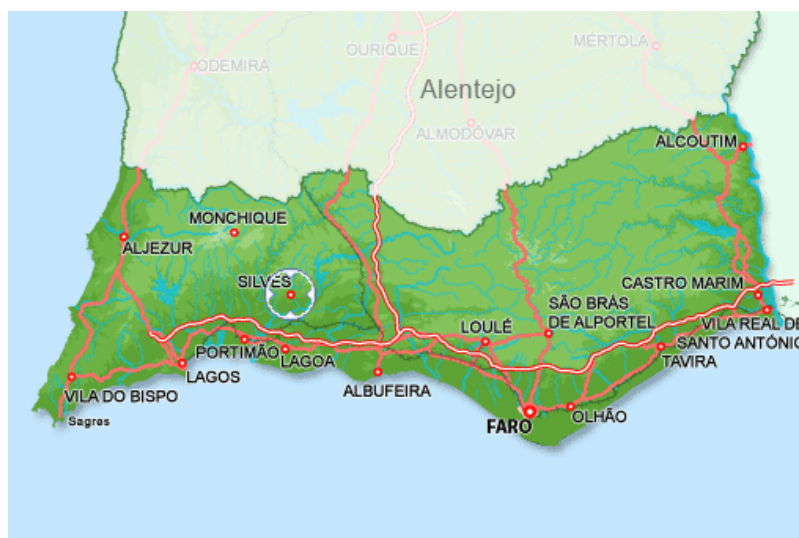 OURIQUE
MÉRTOLA
ODEMIRA
Alentejo
ALMODÔVAR
ALCOUTIM
MONCHIQUE
ALJEZUR
SILVES
CASTRO MARIM
SÃO BRÁS
DE ALPORTEL
LOULÉ
VILA REAL DE
SANTO ANTÓNIO
PORTIMÃO
LAGOA
TAVIRA
LAGOS
ALBUFEIRA
VILA DO BISPO
Sagres
OLHÃO
FARO